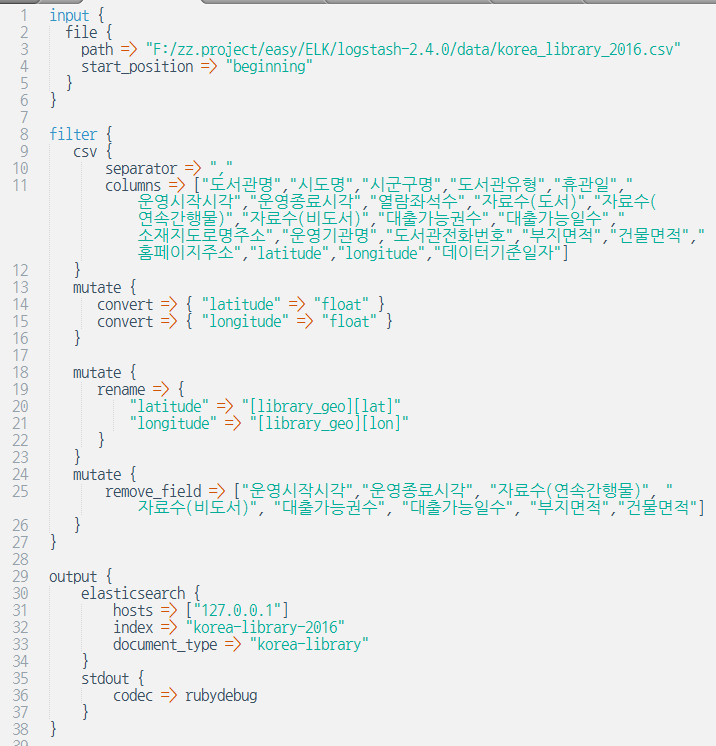 1 input {
2 file {
3 path => "F:/zz.project/easy/ELK/logstash-2.4.0/data/korea_library_2016.csv"
4 start_position => "beginning"
5 }
6 }
7
8 filter {
9 csv {
10 separator => ","
11 columns => ["도서관명","시도명","시군구명","도서관유형","휴관일","
운영시작시각","운영종료시각","열람좌석수","자료수(도서)","자료수(
연속간행물)","자료수(비도서)","대출가능권수","대출가능일수","
소재지도로명주소","운영기관명","도서관전화번호","부지면적","건물면적","
홈페이지주소","latitude","longitude","데이터기준일자"]
12 }
13 mutate {
14 convert => { "latitude" => "float" }
15 convert => { "longitude" => "float" }
16 }
17
18 mutate {
19 rename => {
20 "latitude" => "[library_geo][lat]"
21 "longitude" => "[library_geo][lon]"
22 }
23 }
24 mutate {
25 remove_field => ["운영시작시각","운영종료시각", "자료수(연속간행물)", "
자료수(비도서)", "대출가능권수", "대출가능일수", "부지면적","건물면적"]
26 }
27 }
28
29 output {
30 elasticsearch {
31 hosts => ["127.0.0.1"]
32 index => "korea-library-2016"
33 document_type => "korea-library"
34 }
35 stdout {
36 codec => rubydebug
37 }
38 }
39